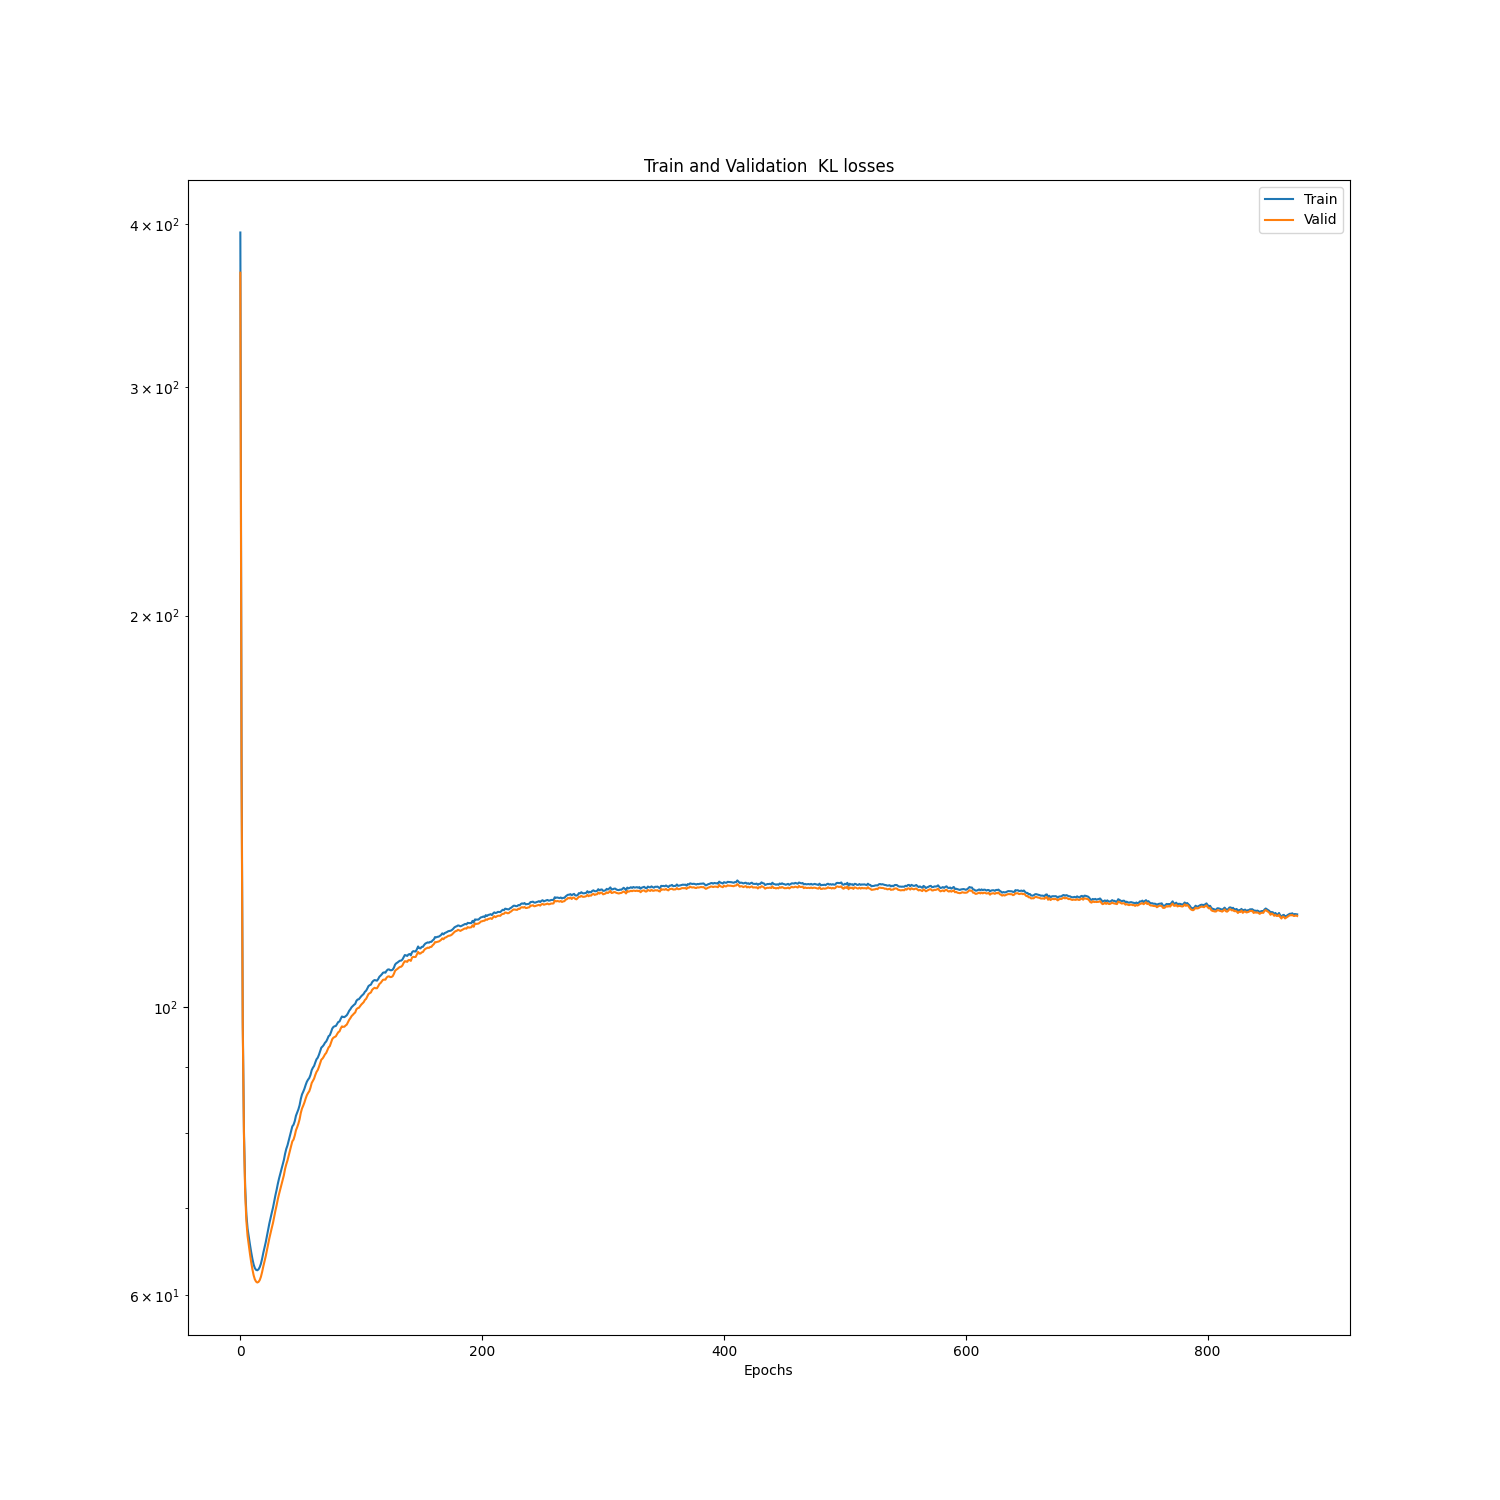 Train and Validation  KL losses
Train
Valid
4 × 10²
3 × 10²
2 × 10²
10²
6 × 10¹
0 200 400 600 800
Epochs